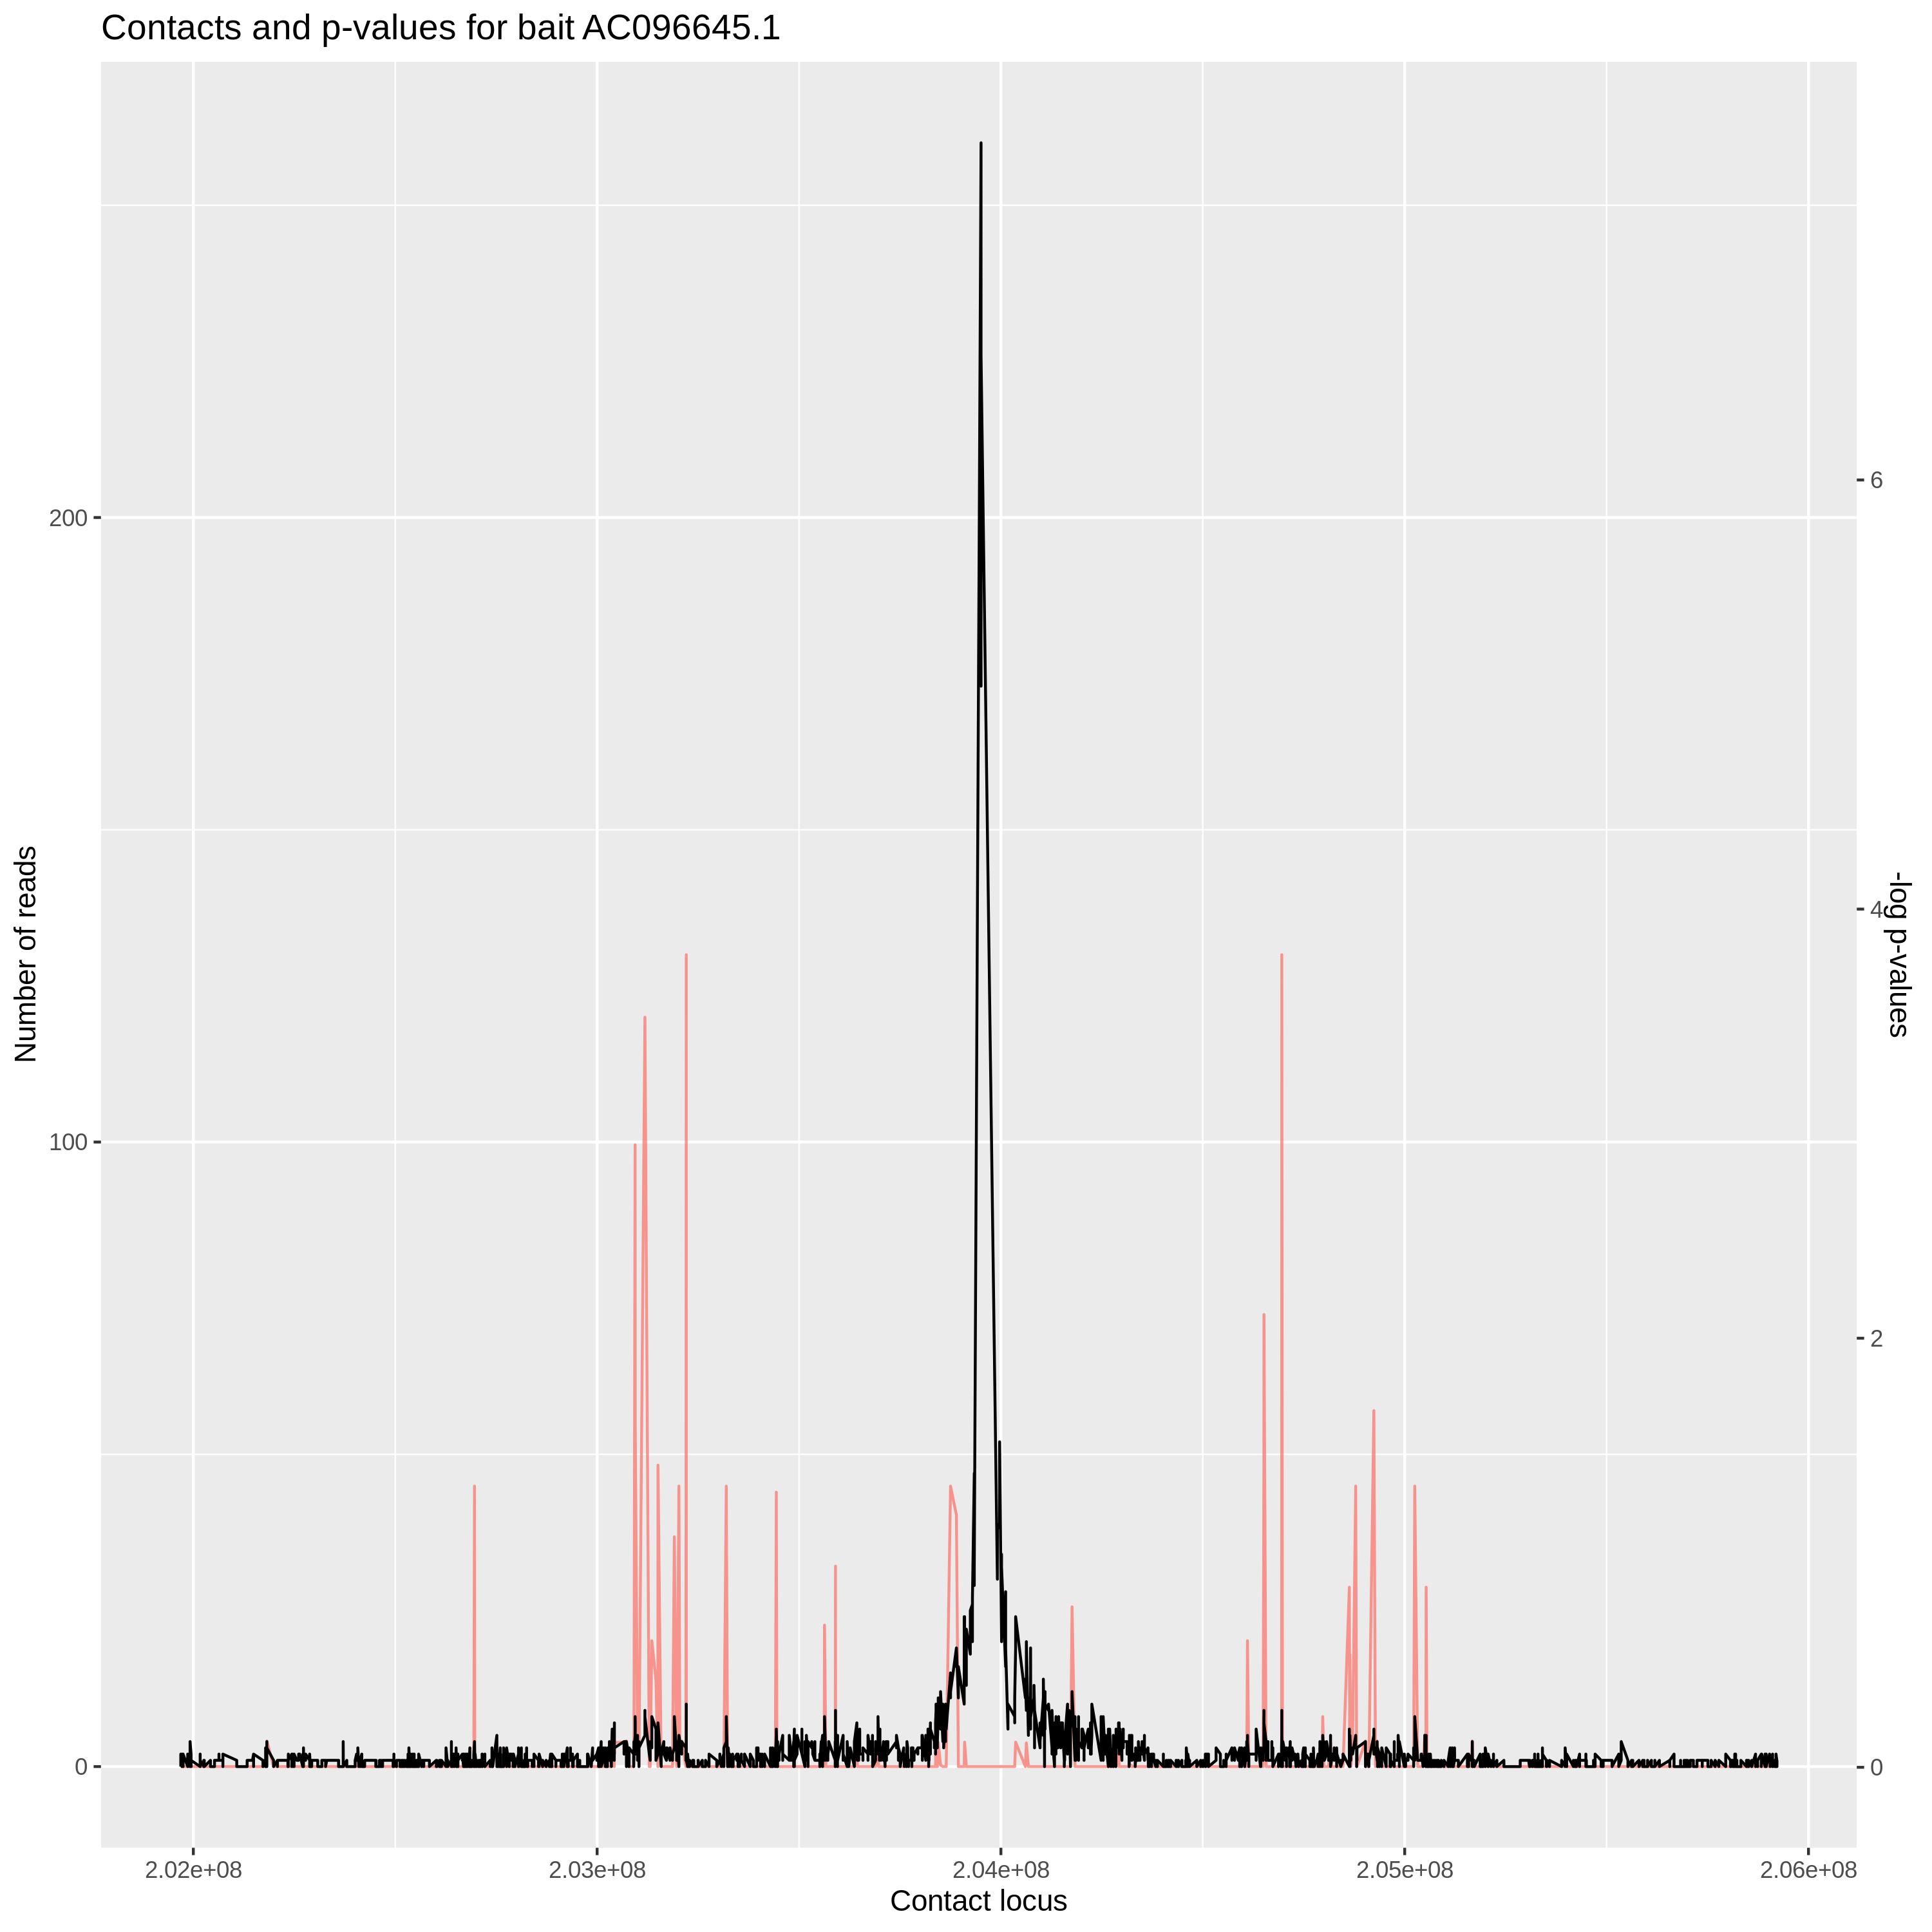 Contacts and p-values for bait AC096645.1
200
100
0
Number of reads
6
4
2
0
-log p-values
2.02e+08 2.03e+08 2.04e+08 2.05e+08 2.06e+08
Contact locus